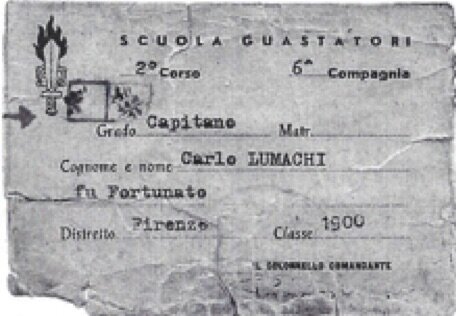 SCUOLA GUASTATORI
2° Corso 6ª Compagnia
Grado Capitano Matr.
Cognome e nome Carlo LUMACHI
fu Fortunato
Distretto Firenze Classe 1900
IL COLONNELLO COMANDANTE